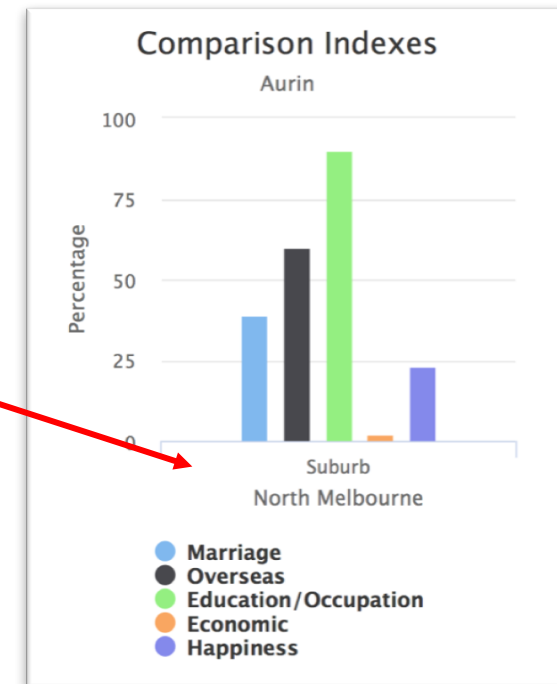 Comparison Indexes
Aurin
100
75
50
25
0
Percentage
Suburb
North Melbourne
Marriage
Overseas
Education/Occupation
Economic
Happiness